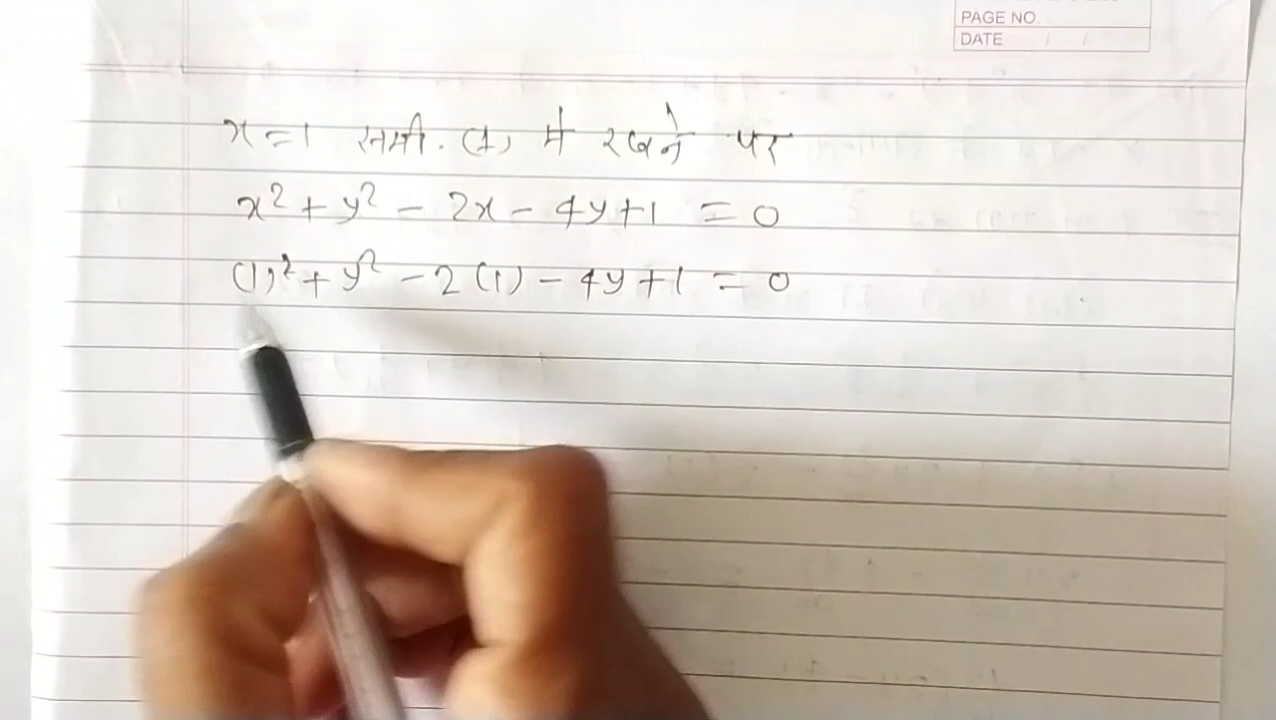 PAGE NO
DATE / /
x = 1 समी. (1) में रखने पर
x² + y² - 2x - 4y + 1 = 0
(1)² + y² - 2 (1) - 4y + 1 = 0